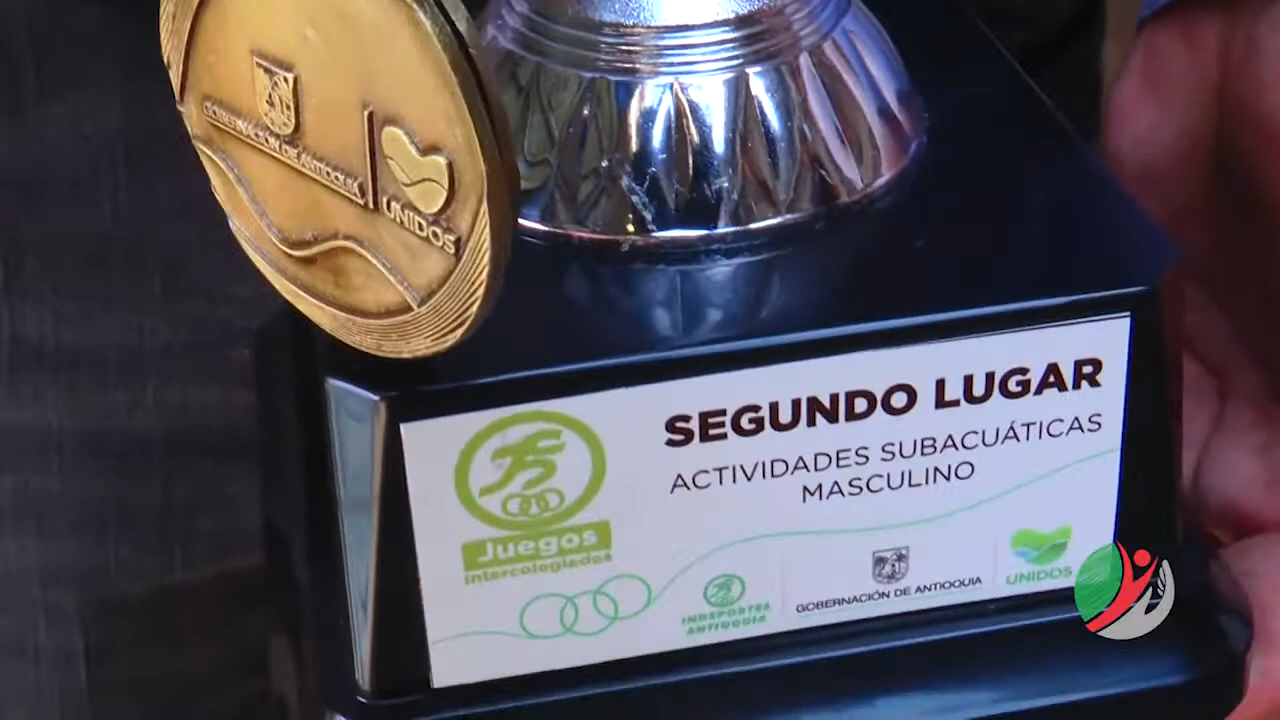 GOBERNACIÓN DE ANTIOQUIA
UNIDOS
SEGUNDO LUGAR
ACTIVIDADES SUBACUÁTICAS
MASCULINO
Juegos
intercolegiados
INDEPORTES
ANTIOQUIA
GOBERNACIÓN DE ANTIOQUIA
UNIDOS